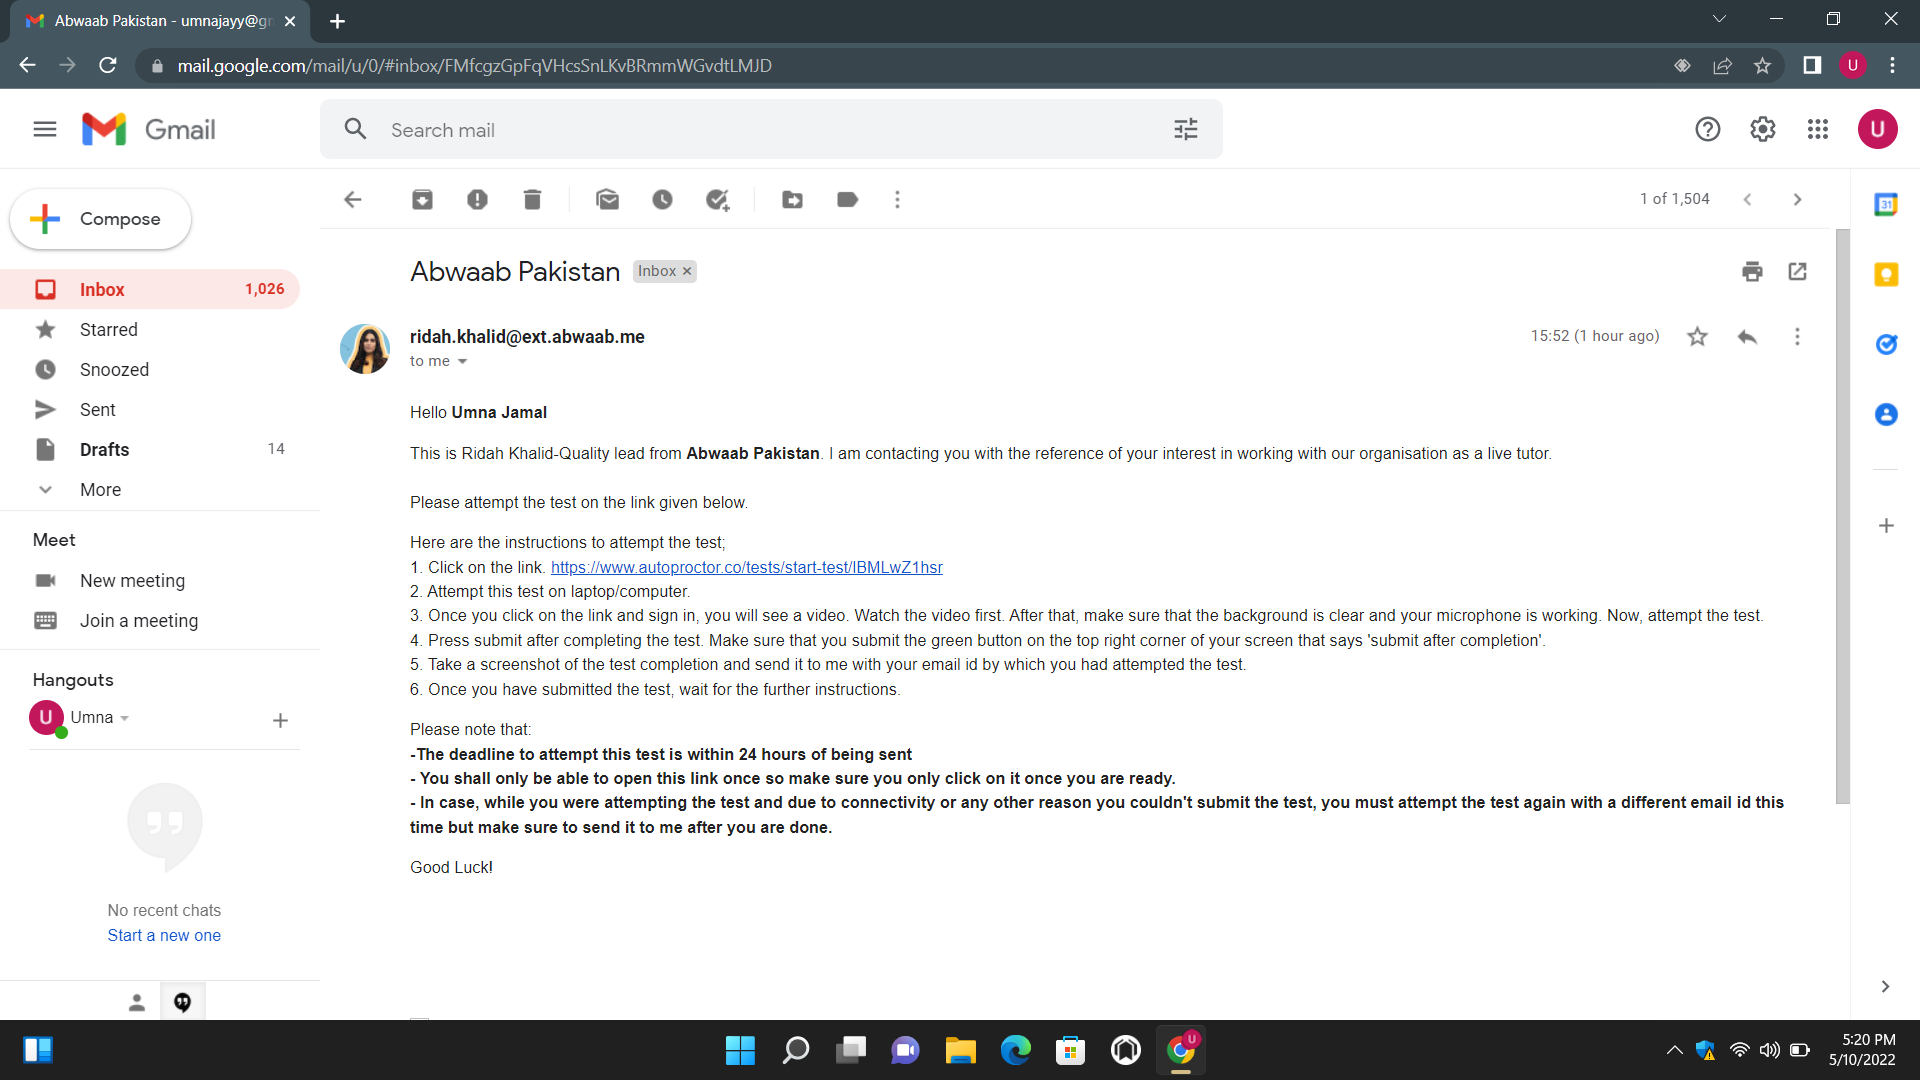 Abwaab Pakistan - umnajayy@gn
mail.google.com/mail/u/0/#inbox/FMfcgzGpFqVHcsSnLKvBRmmWGvdtLMJD
U
Gmail
Search mail
U
Compose
1 of 1,504
31
Inbox 1,026
Starred
Snoozed
Sent
Drafts 14
More
Meet
New meeting
Join a meeting
Hangouts
U Umna
No recent chats
Start a new one
Abwaab Pakistan Inbox
ridah.khalid@ext.abwaab.me 15:52 (1 hour ago)
to me
Hello Umna Jamal
This is Ridah Khalid-Quality lead from Abwaab Pakistan. I am contacting you with the reference of your interest in working with our organisation as a live tutor.
Please attempt the test on the link given below.
Here are the instructions to attempt the test;
1. Click on the link. https://www.autoproctor.co/tests/start-test/lBMLwZ1hsr
2. Attempt this test on laptop/computer.
3. Once you click on the link and sign in, you will see a video. Watch the video first. After that, make sure that the background is clear and your microphone is working. Now, attempt the test.
4. Press submit after completing the test. Make sure that you submit the green button on the top right corner of your screen that says 'submit after completion'.
5. Take a screenshot of the test completion and send it to me with your email id by which you had attempted the test.
6. Once you have submitted the test, wait for the further instructions.
Please note that:
-The deadline to attempt this test is within 24 hours of being sent
- You shall only be able to open this link once so make sure you only click on it once you are ready.
- In case, while you were attempting the test and due to connectivity or any other reason you couldn't submit the test, you must attempt the test again with a different email id this
time but make sure to send it to me after you are done.
Good Luck!
U
5:20 PM
5/10/2022